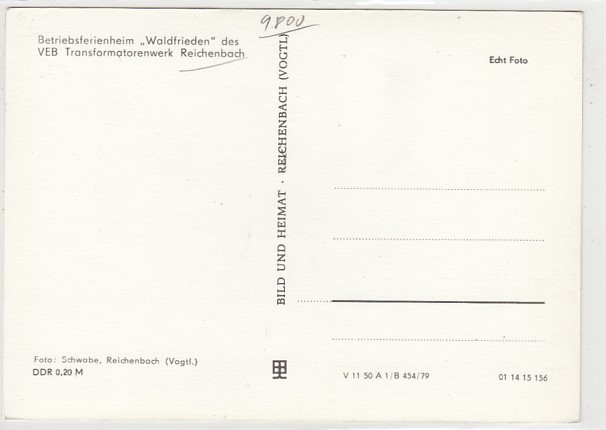 9800
Betriebsferienheim „Waldfrieden" des
VEB Transformatorenwerk Reichenbach
Echt Foto
BILD UND HEIMAT · REICHENBACH (VOGTL)
Foto: Schwabe, Reichenbach (Vogtl.)
DDR 0,20 M
V 11 50 A 1/B 454/79
01 14 15 156